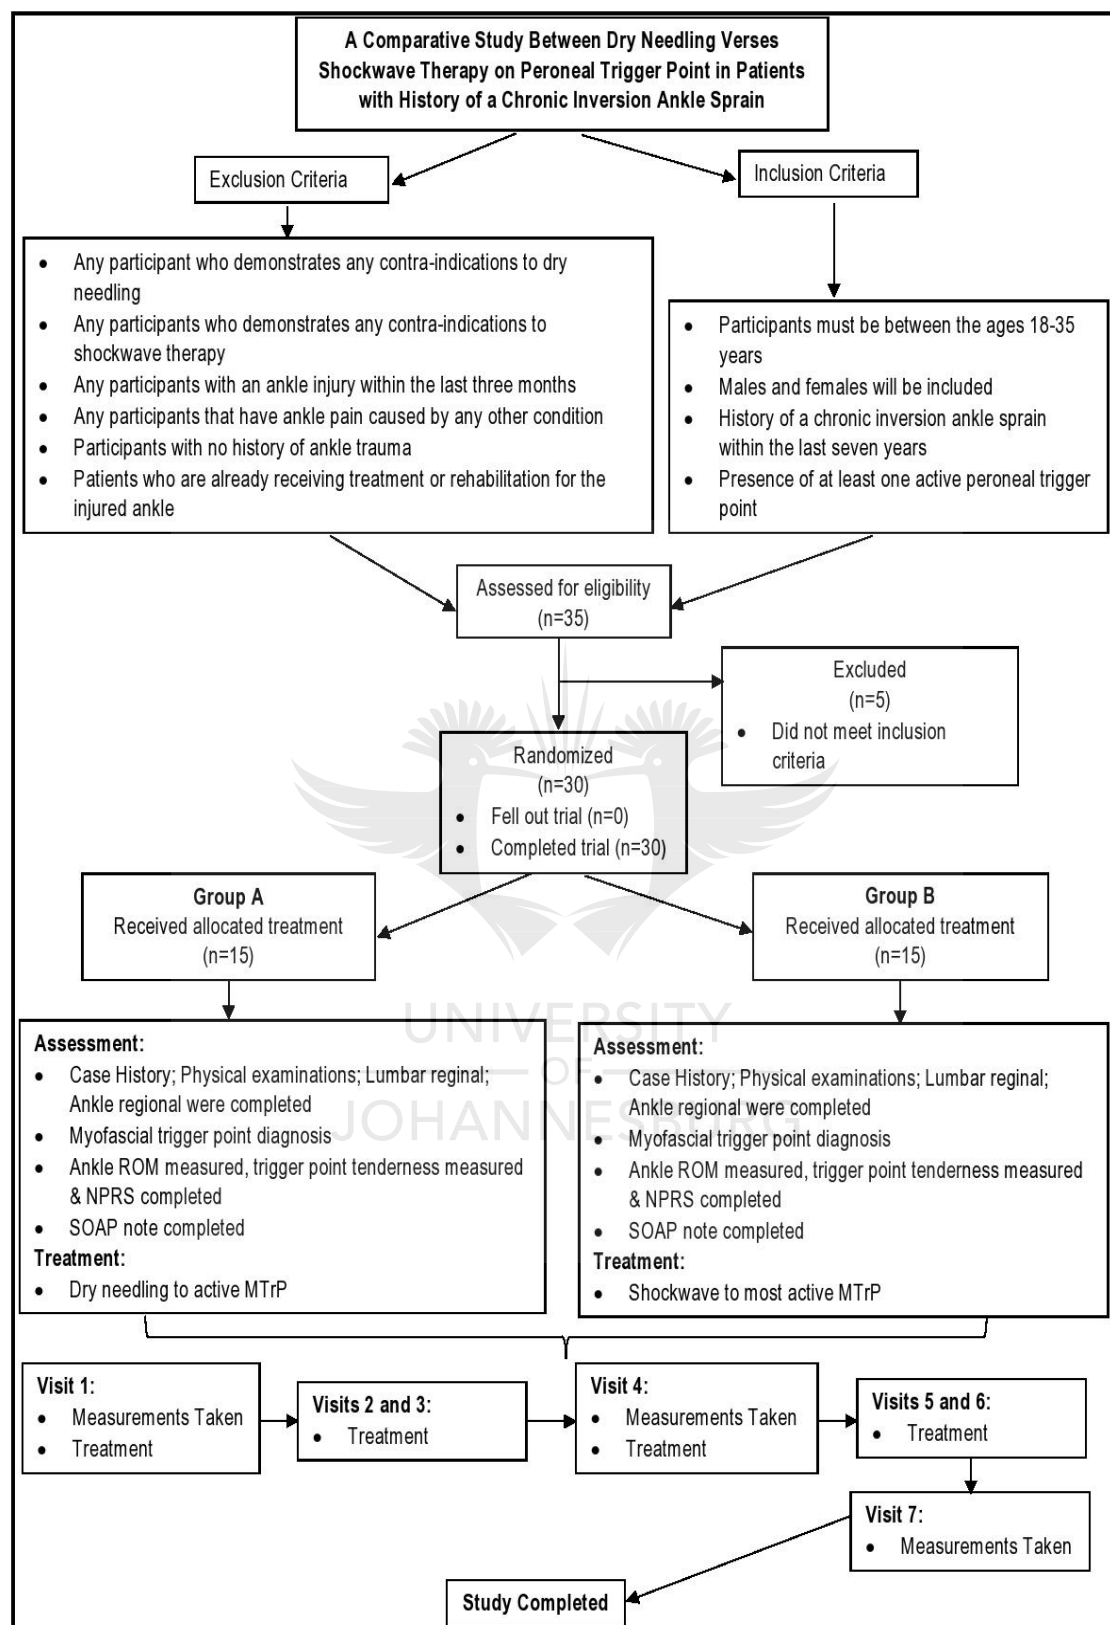 A Comparative Study Between Dry Needling Verses
Shockwave Therapy on Peroneal Trigger Point in Patients
with History of a Chronic Inversion Ankle Sprain
Exclusion Criteria
Inclusion Criteria
• Any participant who demonstrates any contra-indications to dry
needling
• Any participants who demonstrates any contra-indications to
shockwave therapy
• Any participants with an ankle injury within the last three months
• Any participants that have ankle pain caused by any other condition
• Participants with no history of ankle trauma
• Patients who are already receiving treatment or rehabilitation for the
injured ankle
• Participants must be between the ages 18-35
years
• Males and females will be included
• History of a chronic inversion ankle sprain
within the last seven years
• Presence of at least one active peroneal trigger
point
Assessed for eligibility
(n=35)
Excluded
(n=5)
• Did not meet inclusion
criteria
Randomized
(n=30)
• Fell out trial (n=0)
• Completed trial (n=30)
Group A
Received allocated treatment
(n=15)
Group B
Received allocated treatment
(n=15)
UNIVERSITY
OF
JOHANNESBURG
Assessment:
• Case History; Physical examinations; Lumbar reginal;
Ankle regional were completed
• Myofascial trigger point diagnosis
• Ankle ROM measured, trigger point tenderness measured
& NPRS completed
• SOAP note completed
Treatment:
• Dry needling to active MTrP
Assessment:
• Case History; Physical examinations; Lumbar reginal;
Ankle regional were completed
• Myofascial trigger point diagnosis
• Ankle ROM measured, trigger point tenderness measured
& NPRS completed
• SOAP note completed
Treatment:
• Shockwave to most active MTrP
Visit 1:
• Measurements Taken
• Treatment
Visits 2 and 3:
• Treatment
Visit 4:
• Measurements Taken
• Treatment
Visits 5 and 6:
• Treatment
Visit 7:
• Measurements Taken
Study Completed